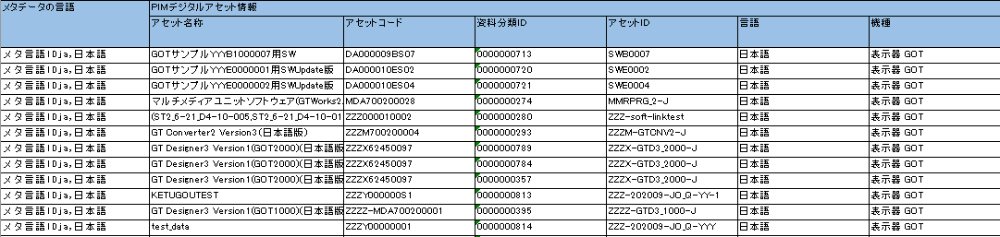 メタデータの言語 PIMデジタルアセット情報
アセット名称 アセットコード 資料分類ID アセットID 言語 機種
メタ言語IDja,日本語 GOTサンプルYYYB1000007用SW DA000009BS07 0000000713 SWB0007 日本語 表示器 GOT
メタ言語IDja,日本語 GOTサンプルYYYE0000001用SWUpdate版 DA000010ES02 0000000720 SWE0002 日本語 表示器 GOT
メタ言語IDja,日本語 GOTサンプルYYYE0000002用SWUpdate版 DA000010ES04 0000000721 SWE0004 日本語 表示器 GOT
メタ言語IDja,日本語 マルチメディアユニットソフトウェア(GTWorks2, MDA700200028 0000000274 MMRPRG_2-J 日本語 表示器 GOT
メタ言語IDja,日本語 (ST2_6-21_D4-10-005,ST2_6-21_D4-10-01 ZZZ000010002 0000000280 ZZZ-soft-linktest 日本語 表示器 GOT
メタ言語IDja,日本語 GT Converter2 Version3(日本語版) ZZZM700200004 0000000293 ZZZM-GTCNV2-J 日本語 表示器 GOT
メタ言語IDja,日本語 GT Designer3 Version1(GOT2000)(日本語版 ZZZX62450097 0000000789 ZZZX-GTD3_2000-J 日本語 表示器 GOT
メタ言語IDja,日本語 GT Designer3 Version1(GOT2000)(日本語版 ZZZX62450097 0000000784 ZZZX-GTD3_2000-J 日本語 表示器 GOT
メタ言語IDja,日本語 GT Designer3 Version1(GOT2000)(日本語版 ZZZX62450097 0000000357 ZZZX-GTD3_2000-J 日本語 表示器 GOT
メタ言語IDja,日本語 KETUGOUTEST ZZZY000000S1 0000000813 ZZZ-202009-JO_Q-YY-1 日本語 表示器 GOT
メタ言語IDja,日本語 GT Designer3 Version1(GOT1000)(日本語版 ZZZZ-MDA700200001 0000000395 ZZZZ-GTD3_1000-J 日本語 表示器 GOT
メタ言語IDja,日本語 test_data ZZZY00000001 0000000814 ZZZ-202009-JO_Q-YYY 日本語 表示器 GOT